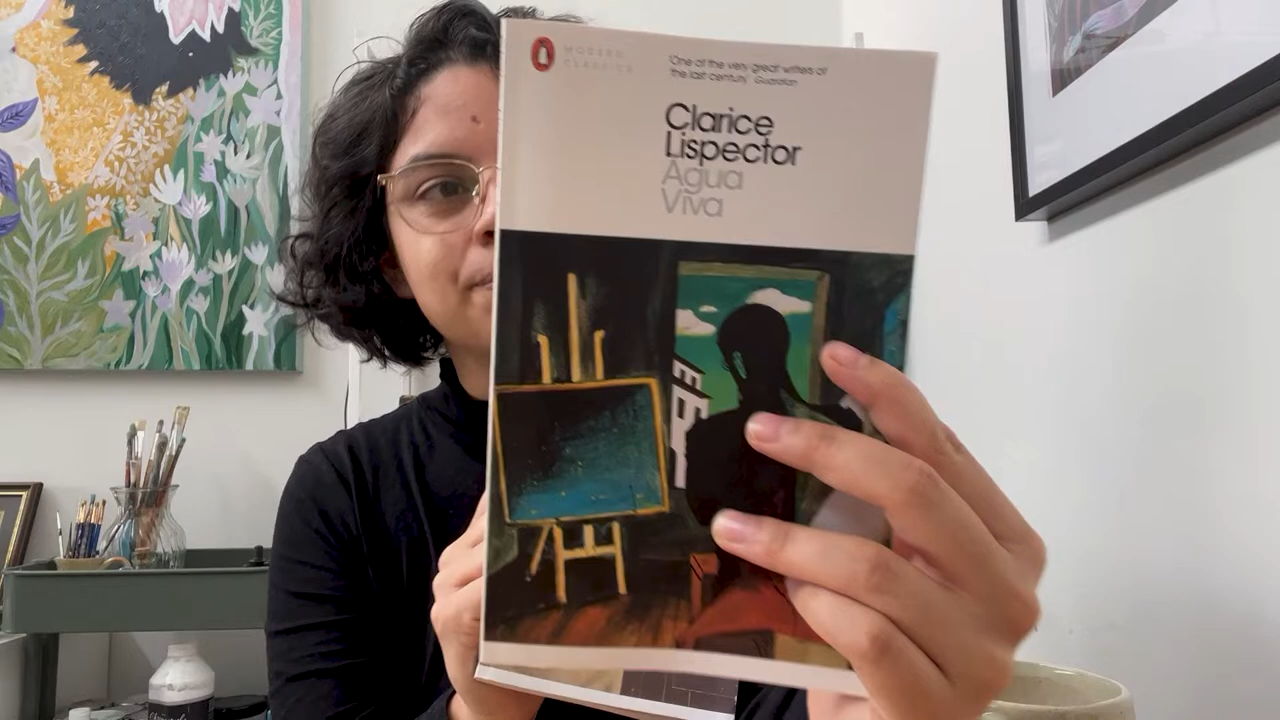 MODERN
CLASSICS
'One of the very great writers of
the last century' Guardian
Clarice
Lispector
Agua
Viva